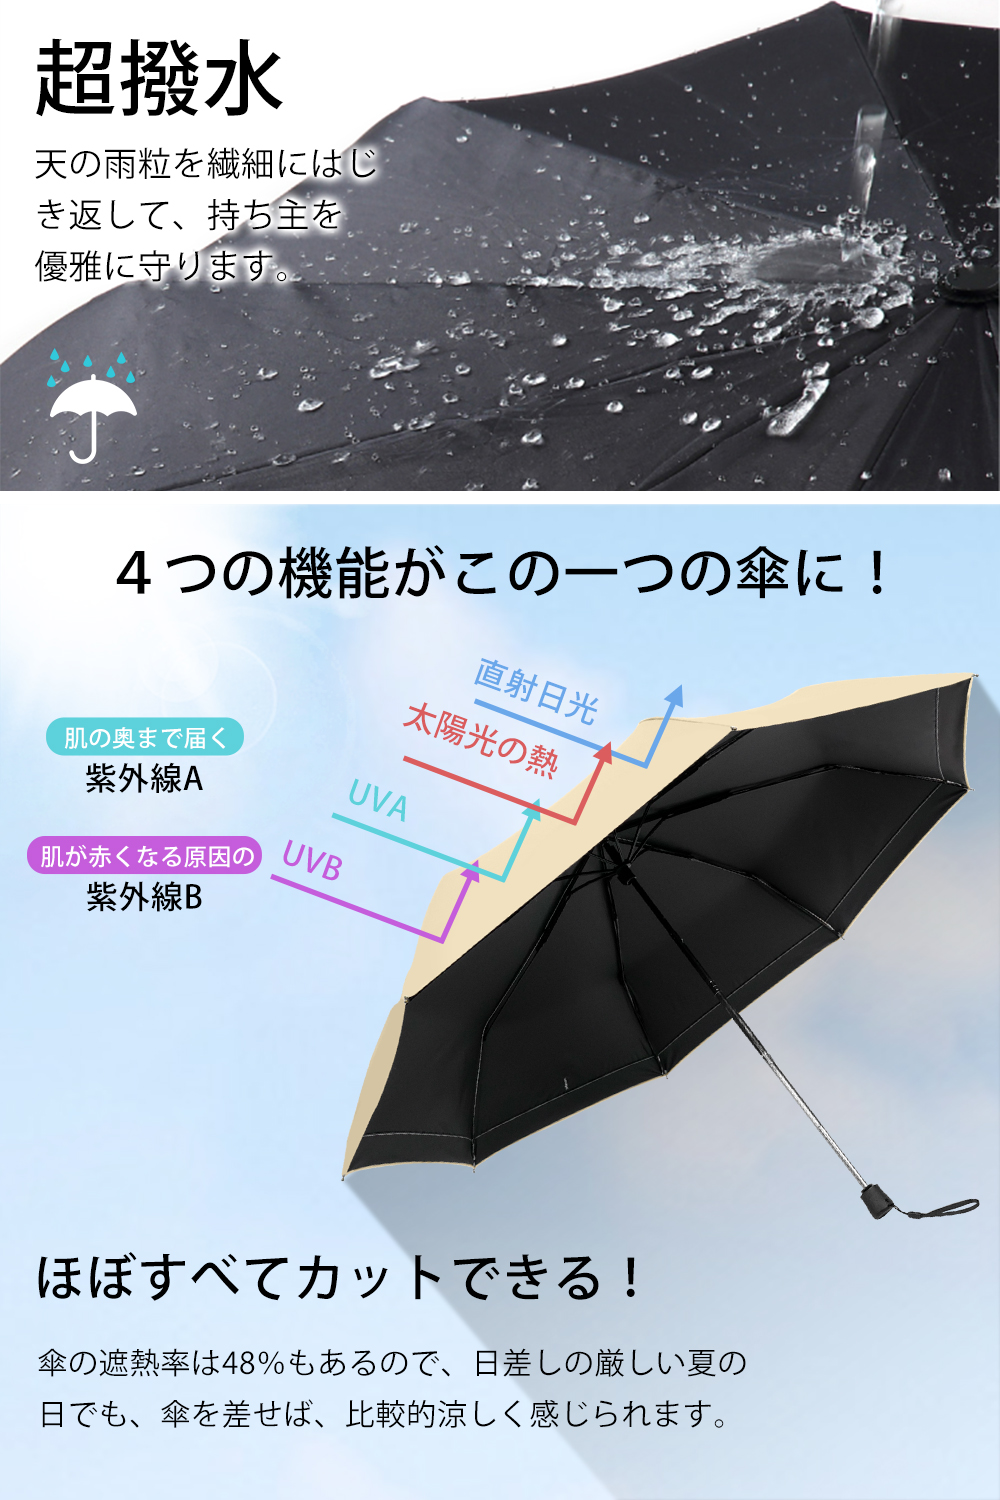 超撥水
天の雨粒を繊細にはじ
き返して、持ち主を
優雅に守ります。
４つの機能がこの一つの傘に！
直射日光
太陽光の熱
肌の奥まで届く
紫外線A
UVA
肌が赤くなる原因の
紫外線B
UVB
ほぼすべてカットできる！
傘の遮熱率は48%もあるので、日差しの厳しい夏の
日でも、傘を差せば、比較的涼しく感じられます。